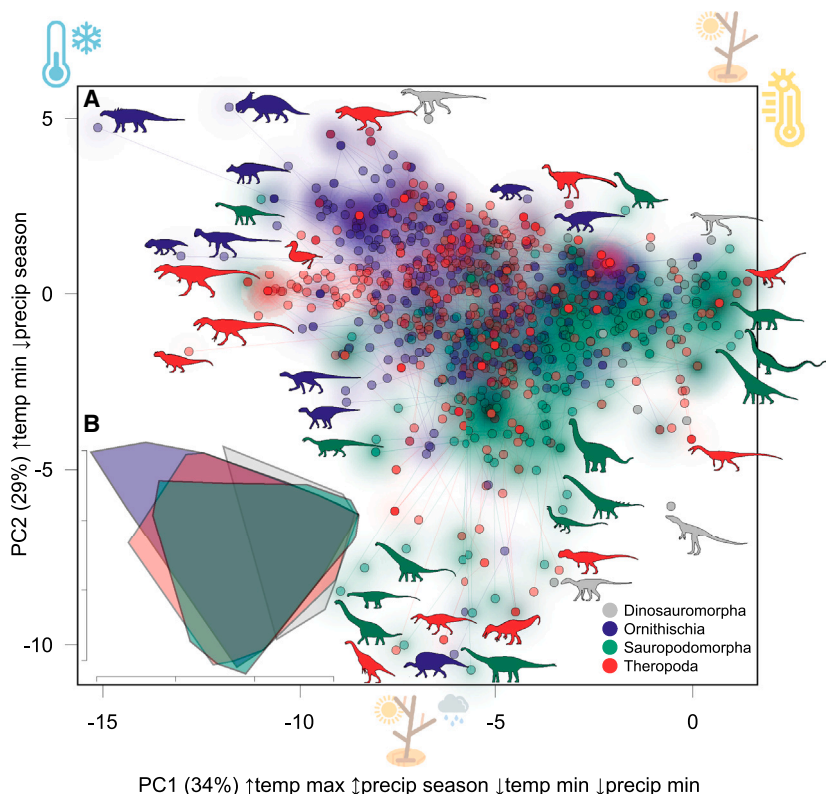 A
5
0
-5
-10
PC2 (29%) ↑temp min ↓precip season
B
Dinosauromorpha
Ornithischia
Sauropodomorpha
Theropoda
-15
-10
-5
0
PC1 (34%) ↑temp max ↕precip season ↓temp min ↓precip min